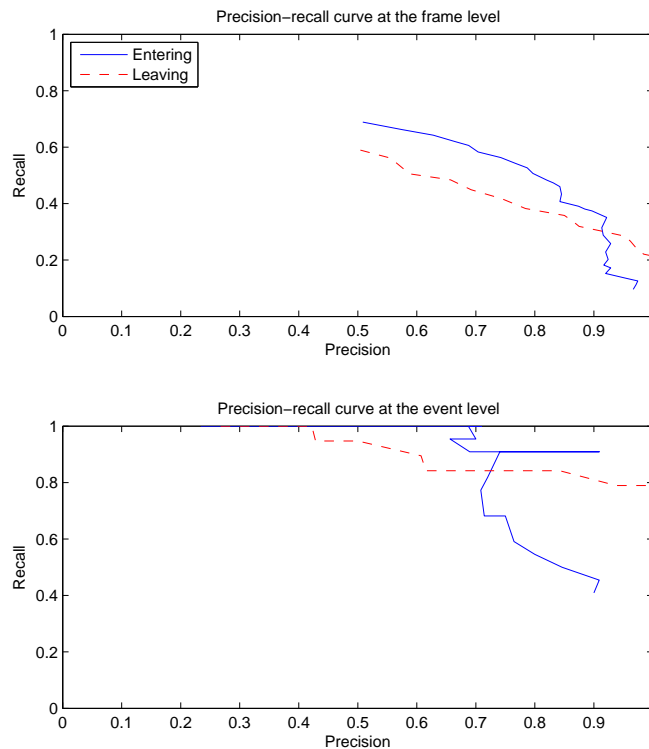 Precision−recall curve at the frame level
1
0.8
0.6
0.4
0.2
0
Recall
Entering
Leaving
0 0.1 0.2 0.3 0.4 0.5 0.6 0.7 0.8 0.9
Precision
Precision−recall curve at the event level
1
0.8
0.6
0.4
0.2
0
Recall
0 0.1 0.2 0.3 0.4 0.5 0.6 0.7 0.8 0.9
Precision